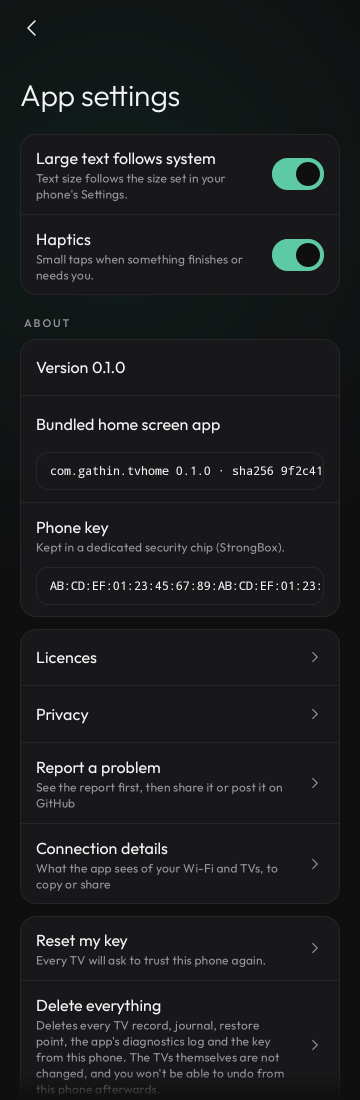 App settings
Large text follows system
Text size follows the size set in your
phone's Settings.
Haptics
Small taps when something finishes or
needs you.
ABOUT
Version 0.1.0
Bundled home screen app
com.gathin.tvhome 0.1.0 · sha256 9f2c41
Phone key
Kept in a dedicated security chip (StrongBox).
AB:CD:EF:01:23:45:67:89:AB:CD:EF:01:23:
Licences
Privacy
Report a problem
See the report first, then share it or post it on
GitHub
Connection details
What the app sees of your Wi-Fi and TVs, to
copy or share
Reset my key
Every TV will ask to trust this phone again.
Delete everything
Deletes every TV record, journal, restore
point, the app's diagnostics log and the key
from this phone. The TVs themselves are not
changed, and you won't be able to undo from
this phone afterwards.